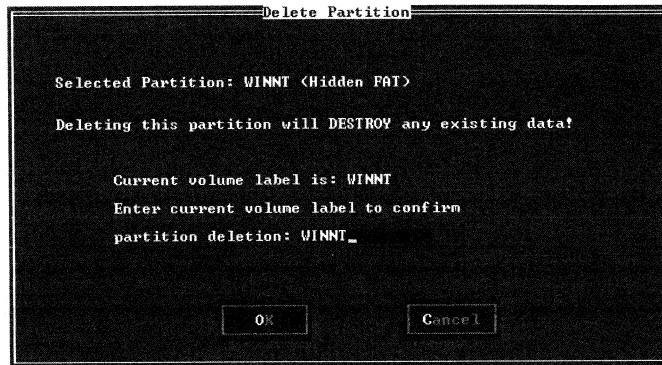 Delete Partition
Selected Partition: WINNT (Hidden FAT)
Deleting this partition will DESTROY any existing data!
Current volume label is: WINNT
Enter current volume label to confirm
partition deletion: WINNT_
OK
Cancel